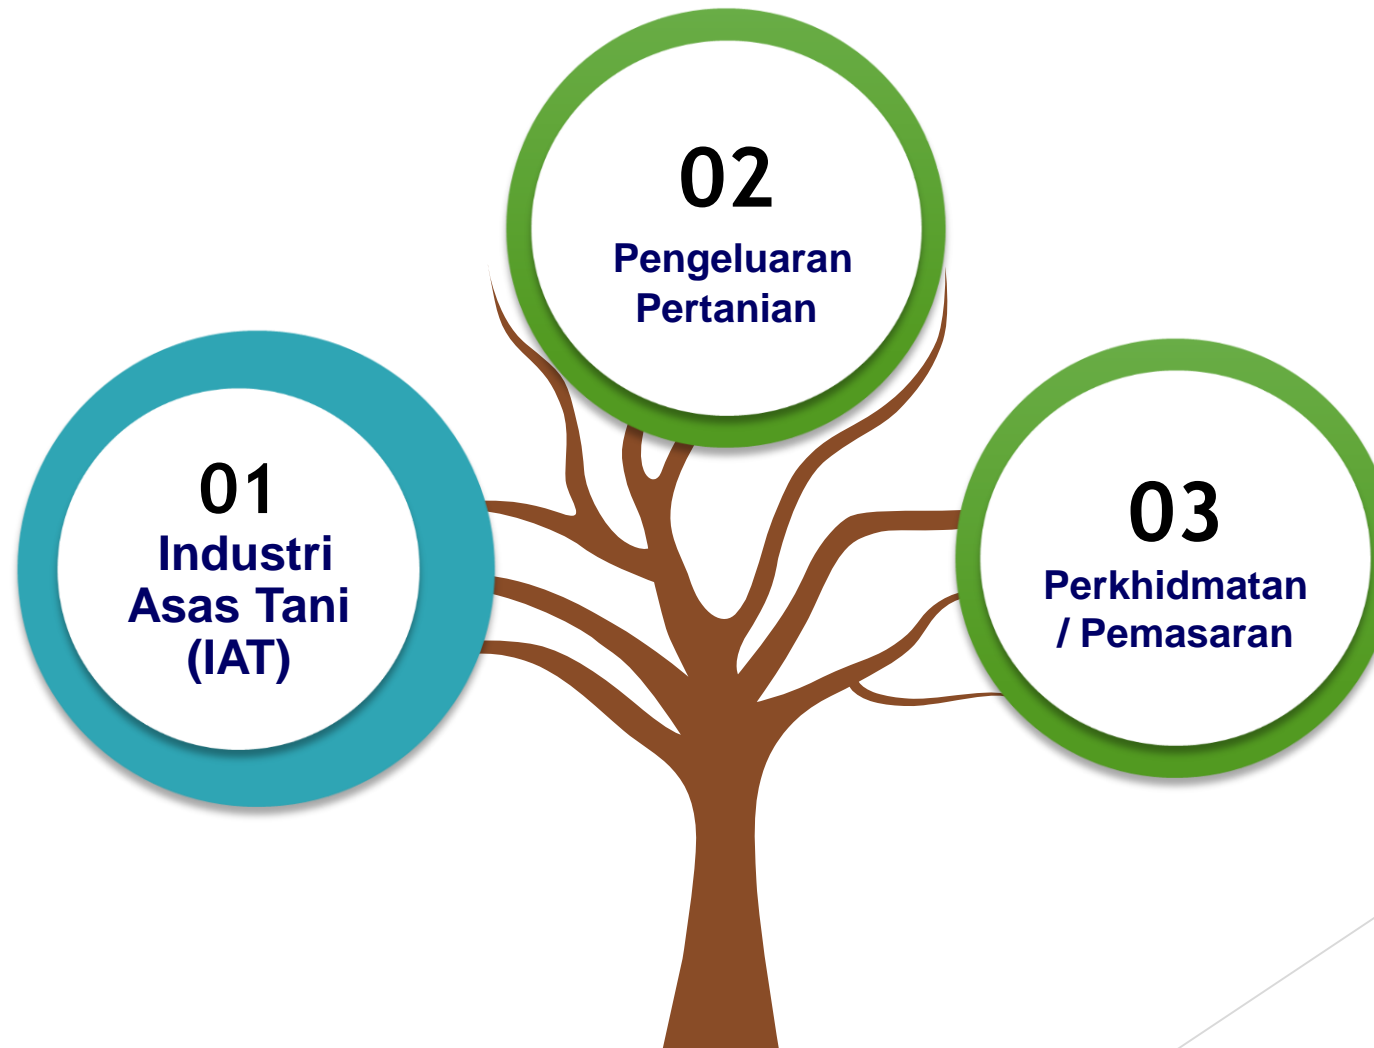 01
Industri
Asas Tani
(IAT)
02
Pengeluaran
Pertanian
03
Perkhidmatan
/ Pemasaran